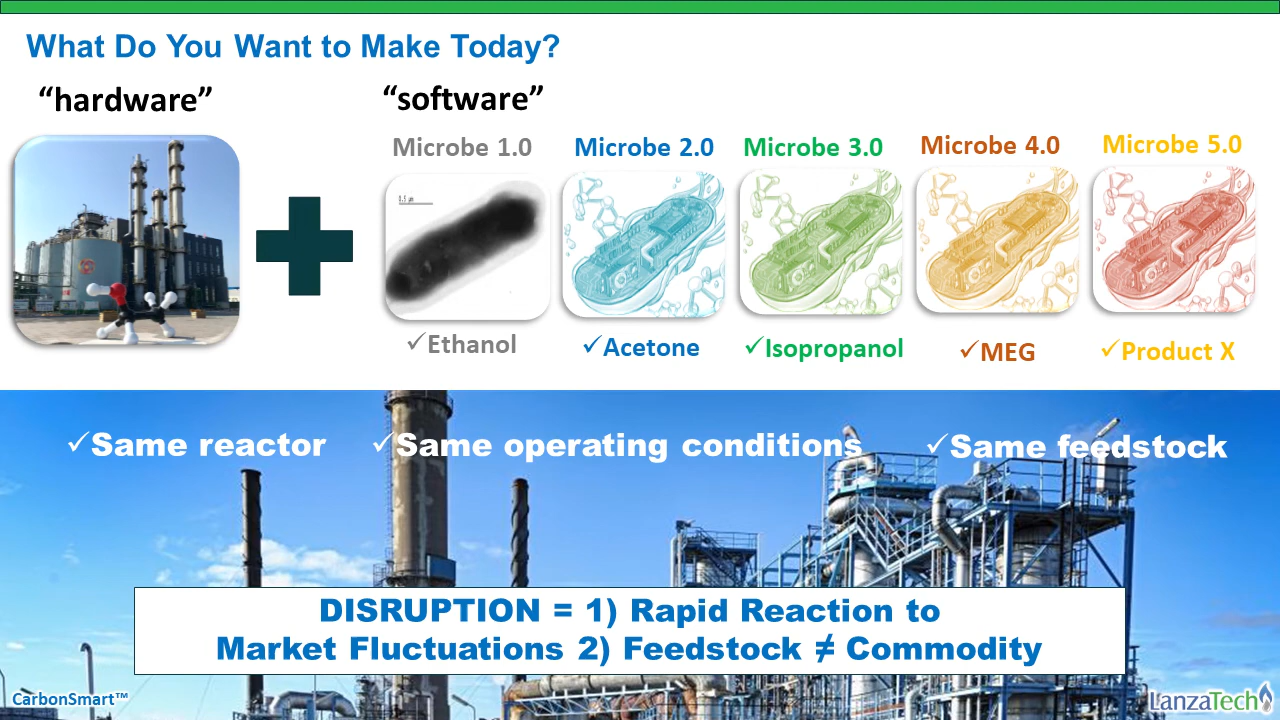 What Do You Want to Make Today?
“hardware”
“software”
Microbe 1.0
Microbe 2.0
Microbe 3.0
Microbe 4.0
Microbe 5.0
✓Ethanol
✓Acetone
✓Isopropanol
✓MEG
✓Product X
✓Same reactor
✓Same operating conditions
✓Same feedstock
DISRUPTION = 1) Rapid Reaction to
Market Fluctuations 2) Feedstock ≠ Commodity
CarbonSmart™
LanzaTech